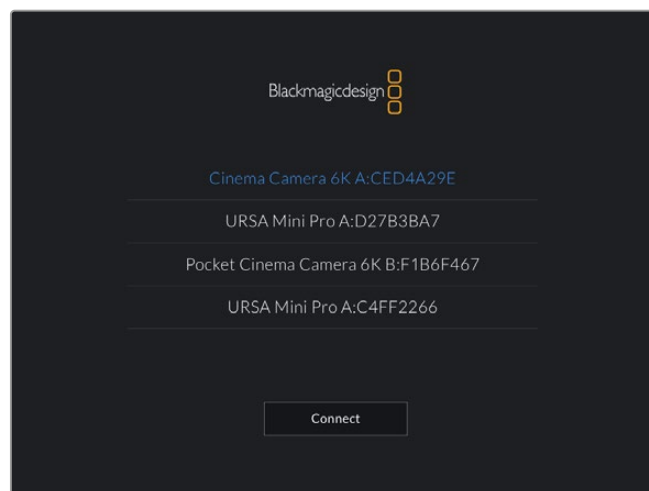 Blackmagicdesign
Cinema Camera 6K A:CED4A29E
URSA Mini Pro A:D27B3BA7
Pocket Cinema Camera 6K B:F1B6F467
URSA Mini Pro A:C4FF2266
Connect